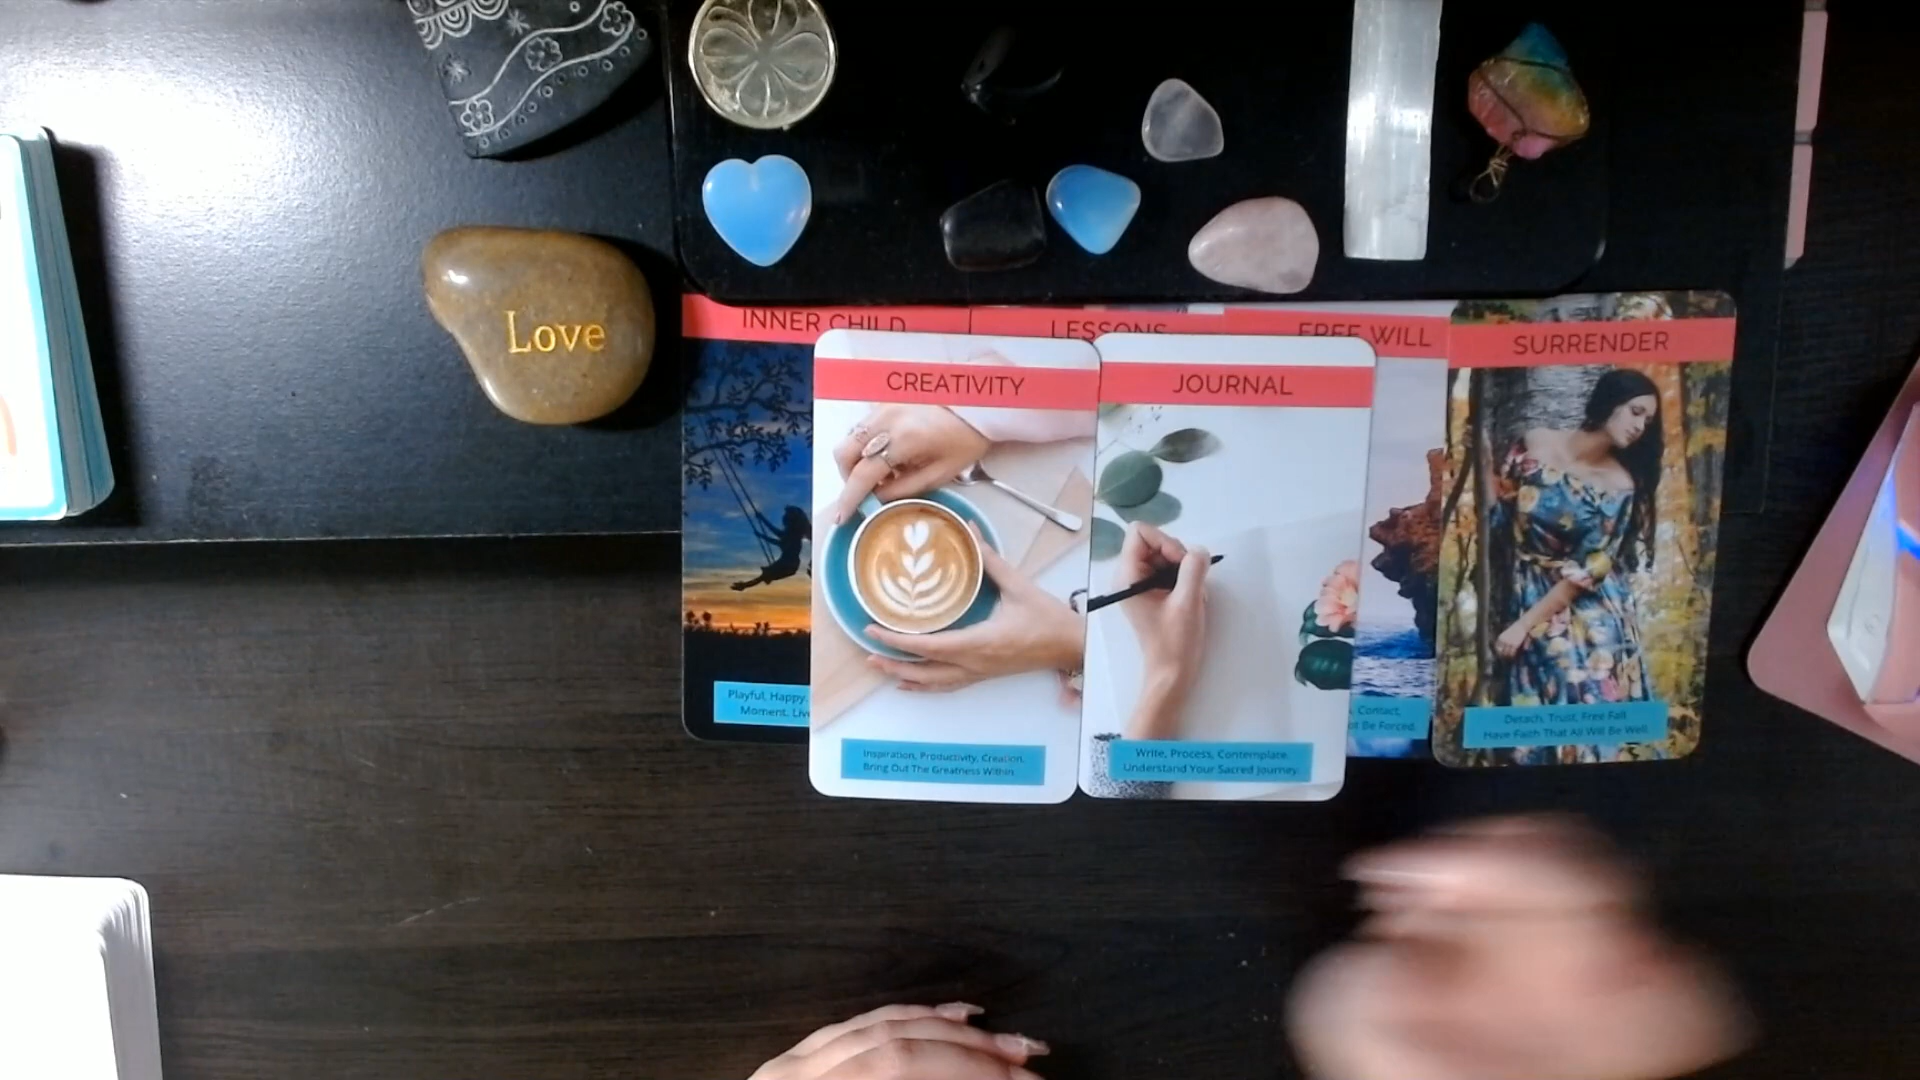 Love
INNER CHILD
LESSONS
FREE WILL
SURRENDER
CREATIVITY
JOURNAL
Playful, Happy,
Moment. Live
Inspiration, Productivity, Creation.
Bring Out The Greatness Within.
Write, Process, Contemplate.
Understand Your Sacred Journey.
Contact,
Be Forced.
Detach, Trust, Free Fall
Have Faith That All Will Be Well.